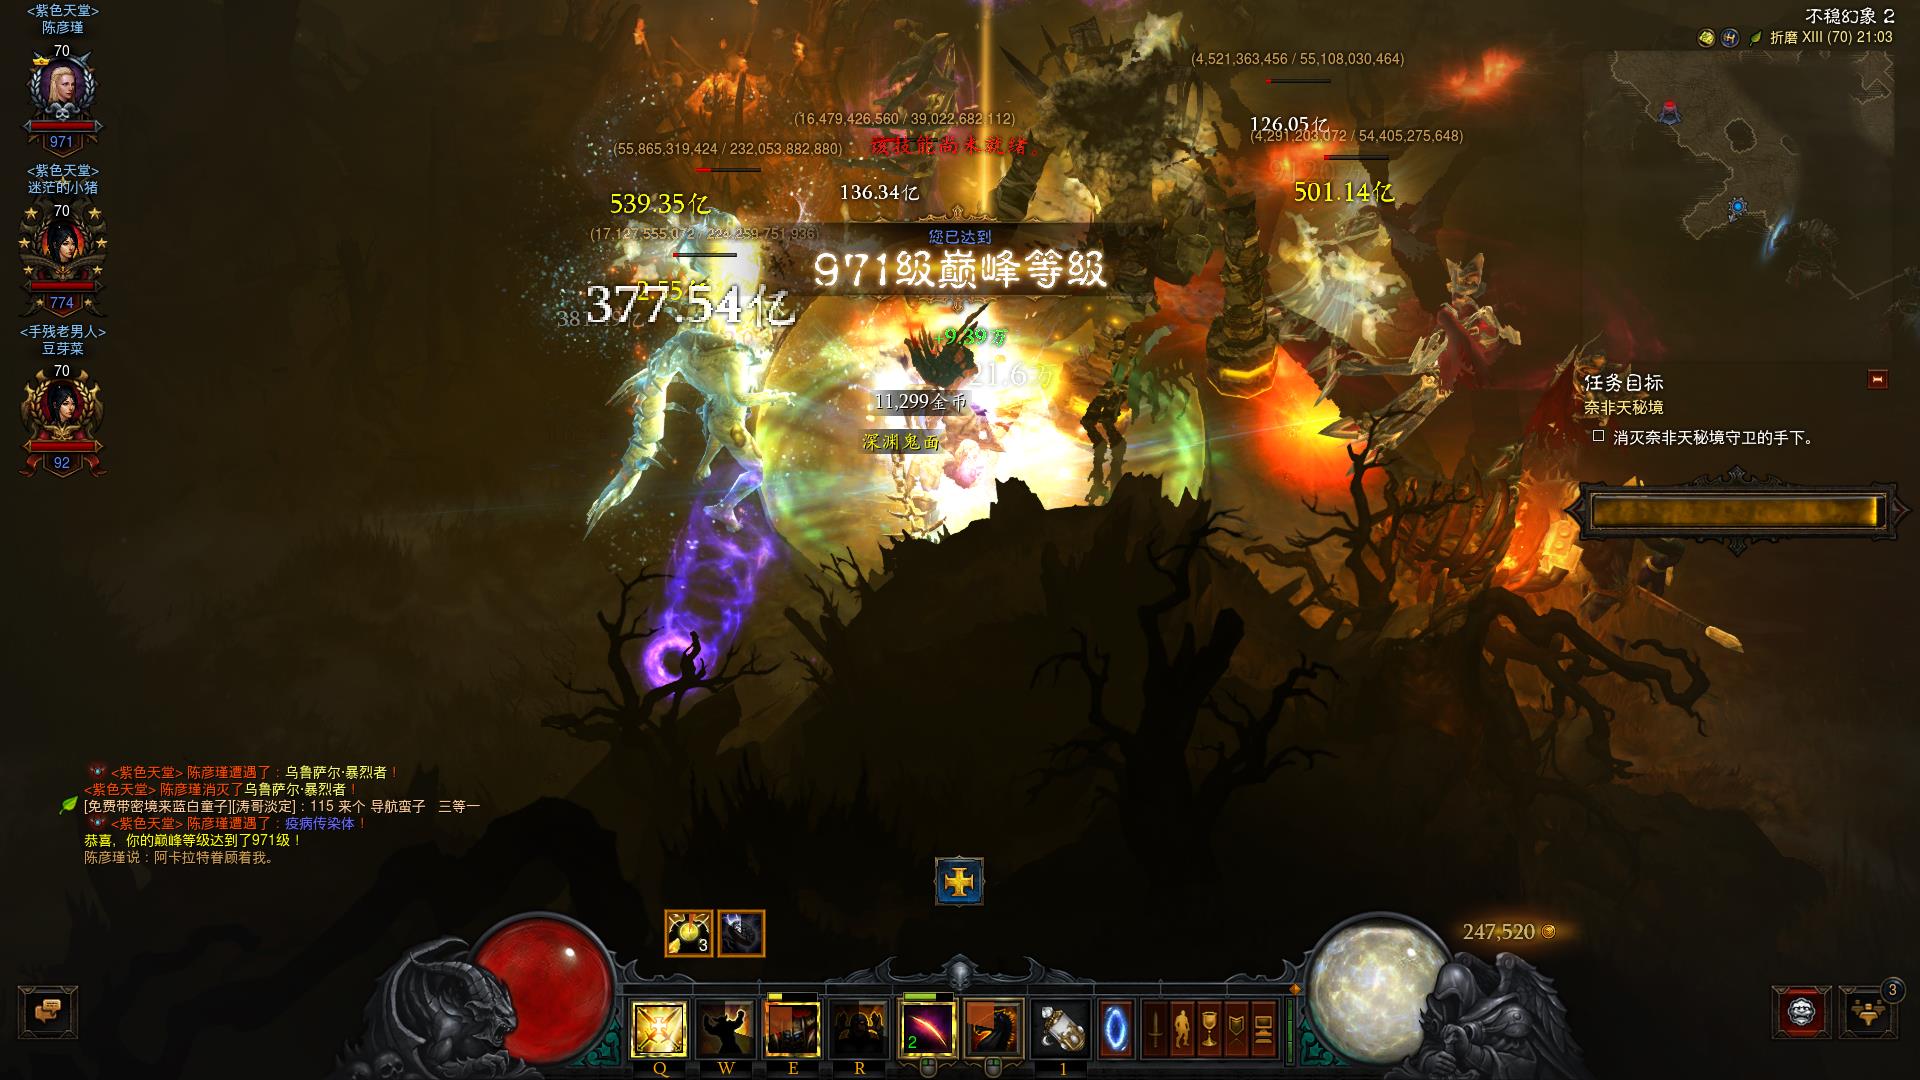 <紫色天堂>
陈彦瑾
70
971
<紫色天堂>
迷茫的小猪
70
774
<手残老男人>
豆芽菜
70
92
不稳幻象 2
折磨 XIII (70) 21:03
(4,521,363,456 / 55,108,030,464)
(16,479,426,560 / 39,022,682,112)
126.05亿
(4,291,203,072 / 54,405,275,648)
该技能尚未就绪。
(55,865,319,424 / 232,053,882,880)
136.34亿
501.14亿
539.35亿
您已达到
971级巅峰等级
377.54亿
+9.39万
21.6万
11,299金币
深渊鬼面
任务目标
奈非天秘境
消灭奈非天秘境守卫的手下。
<紫色天堂> 陈彦瑾遭遇了：乌鲁萨尔·暴烈者！
<紫色天堂> 陈彦瑾消灭了乌鲁萨尔·暴烈者！
[免费带密境来蓝白童子][涛哥淡定]：115 来个 导航蛮子 三等一
<紫色天堂> 陈彦瑾遭遇了：疫病传染体！
恭喜，你的巅峰等级达到了971级！
陈彦瑾说：阿卡拉特眷顾着我。
3
247,520
2
3
Q
W
E
R
1